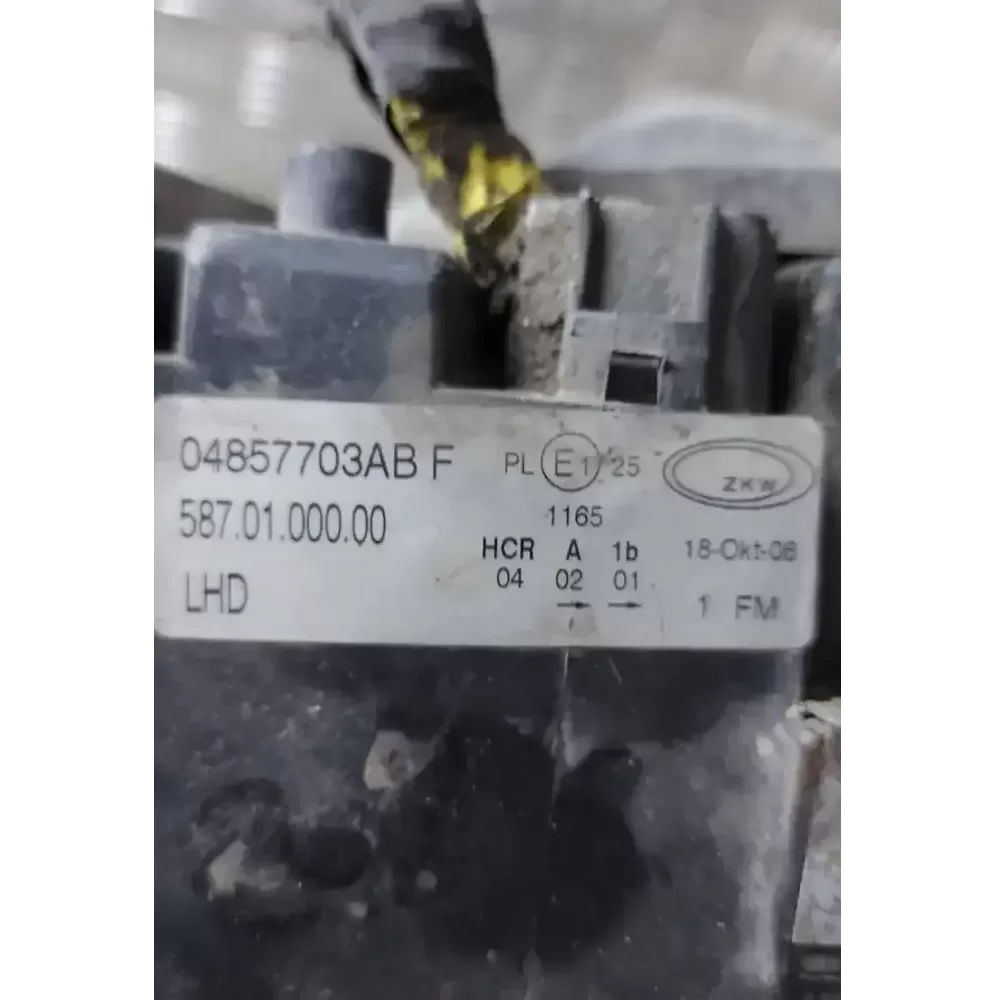 04857703AB F
587.01.000.00
LHD
PL E1 25
1165
HCR A 1b
04 02 01
→ →
ZKW
18-Okt-06
1 FM